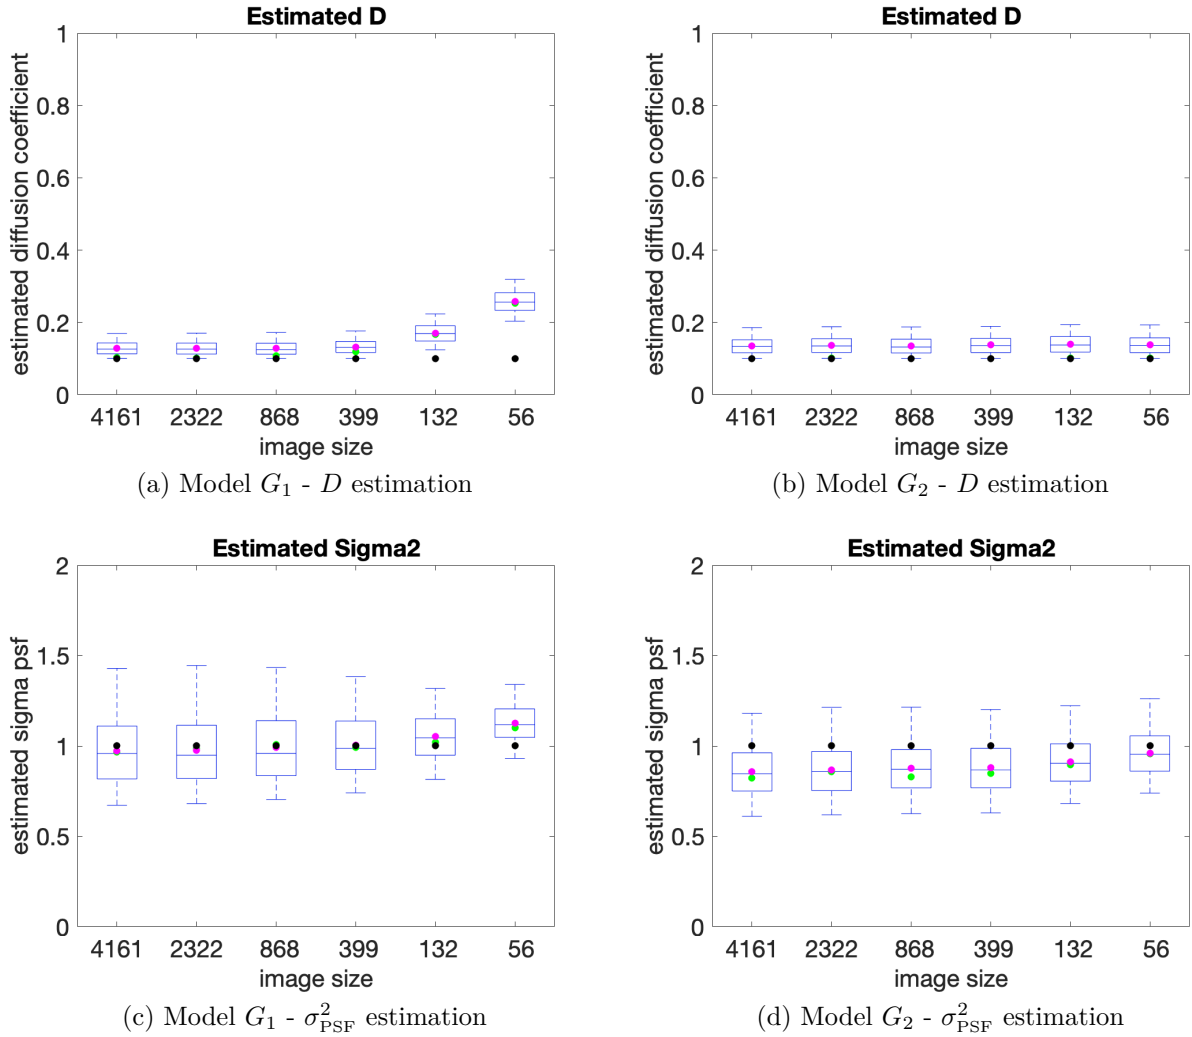 Estimated D
1
0.8
0.6
0.4
0.2
0
estimated diffusion coefficient
4161 2322 868 399 132 56
image size
(a) Model G₁ - D estimation
Estimated D
1
0.8
0.6
0.4
0.2
0
estimated diffusion coefficient
4161 2322 868 399 132 56
image size
(b) Model G₂ - D estimation
Estimated Sigma2
2
1.5
1
0.5
0
estimated sigma psf
4161 2322 868 399 132 56
image size
(c) Model G₁ - σ²_PSF estimation
Estimated Sigma2
2
1.5
1
0.5
0
estimated sigma psf
4161 2322 868 399 132 56
image size
(d) Model G₂ - σ²_PSF estimation